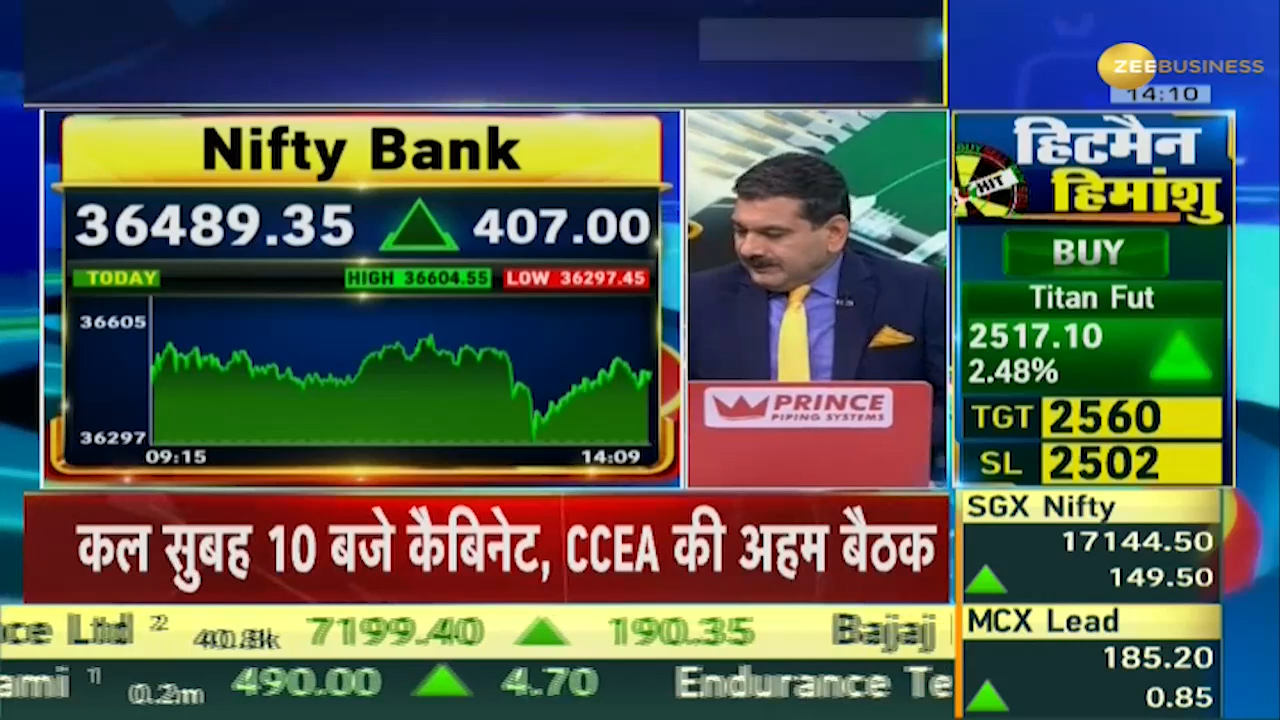 ZEEBUSINESS
14:10
Nifty Bank
36489.35 407.00
TODAY HIGH 36604.55 LOW 36297.45
36605
36297
09:15 14:09
PRINCE
PIPING SYSTEMS
हिटमैन
हिमांशु
HIT
BUY
Titan Fut
2517.10
2.48%
TGT 2560
SL 2502
SGX Nifty
17144.50
149.50
MCX Lead
185.20
0.85
कल सुबह 10 बजे कैबिनेट, CCEA की अहम बैठक
ce Ltd 7199.40 190.35 Bajaj
ami 0.2m 490.00 4.70 Endurance Te